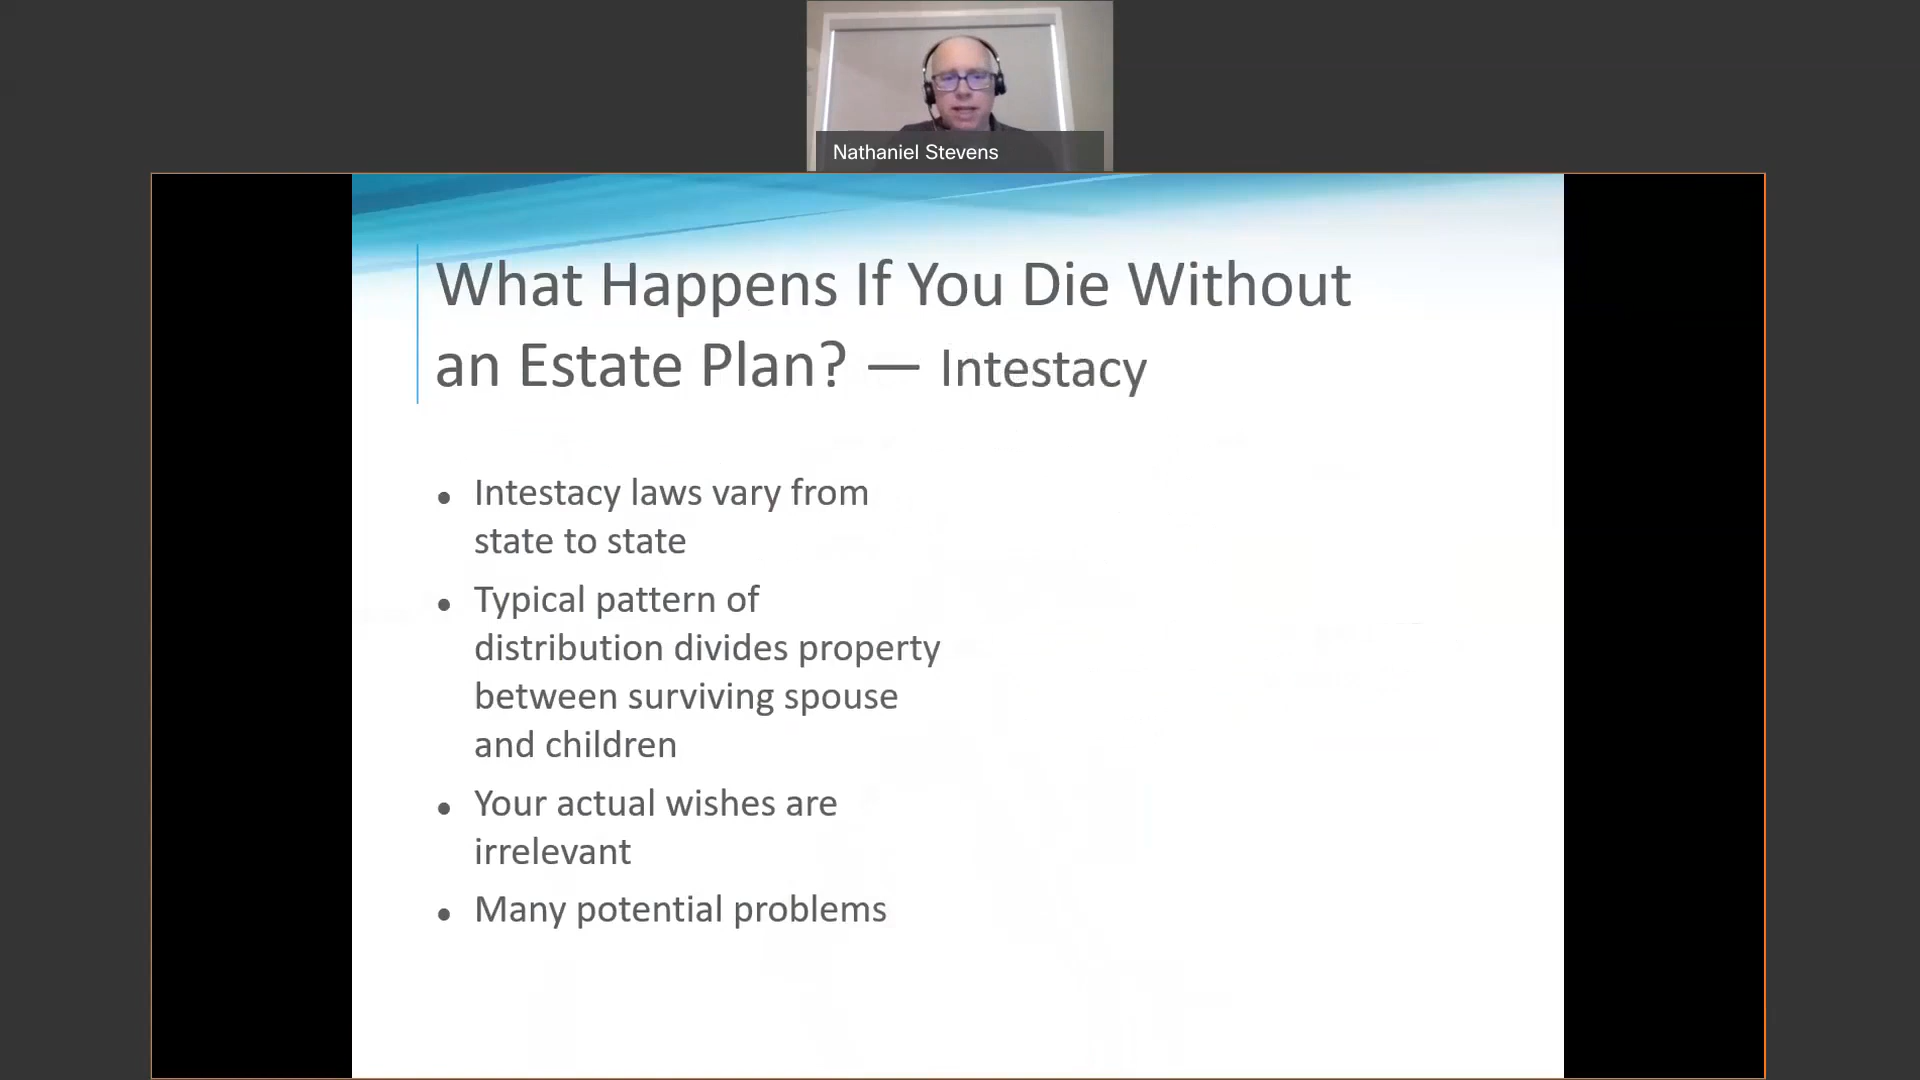 Nathaniel Stevens
What Happens If You Die Without
an Estate Plan? — Intestacy
• Intestacy laws vary from
state to state
• Typical pattern of
distribution divides property
between surviving spouse
and children
• Your actual wishes are
irrelevant
• Many potential problems